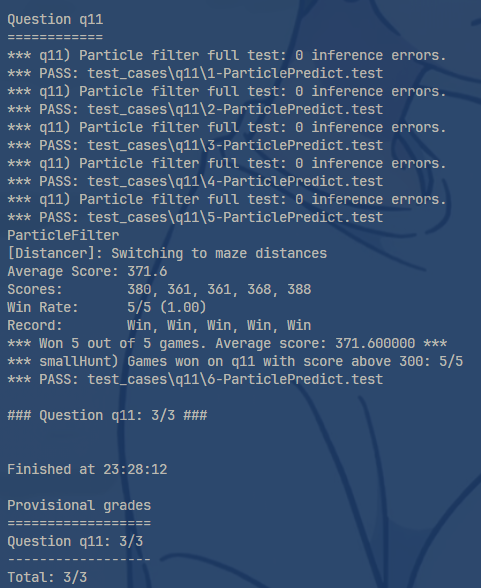 Question q11
============
*** q11) Particle filter full test: 0 inference errors.
*** PASS: test_cases\q11\1-ParticlePredict.test
*** q11) Particle filter full test: 0 inference errors.
*** PASS: test_cases\q11\2-ParticlePredict.test
*** q11) Particle filter full test: 0 inference errors.
*** PASS: test_cases\q11\3-ParticlePredict.test
*** q11) Particle filter full test: 0 inference errors.
*** PASS: test_cases\q11\4-ParticlePredict.test
*** q11) Particle filter full test: 0 inference errors.
*** PASS: test_cases\q11\5-ParticlePredict.test
ParticleFilter
[Distancer]: Switching to maze distances
Average Score: 371.6
Scores:        380, 361, 361, 368, 388
Win Rate:      5/5 (1.00)
Record:        Win, Win, Win, Win, Win
*** Won 5 out of 5 games. Average score: 371.600000 ***
*** smallHunt) Games won on q11 with score above 300: 5/5
*** PASS: test_cases\q11\6-ParticlePredict.test
### Question q11: 3/3 ###
Finished at 23:28:12
Provisional grades
==================
Question q11: 3/3
------------------
Total: 3/3